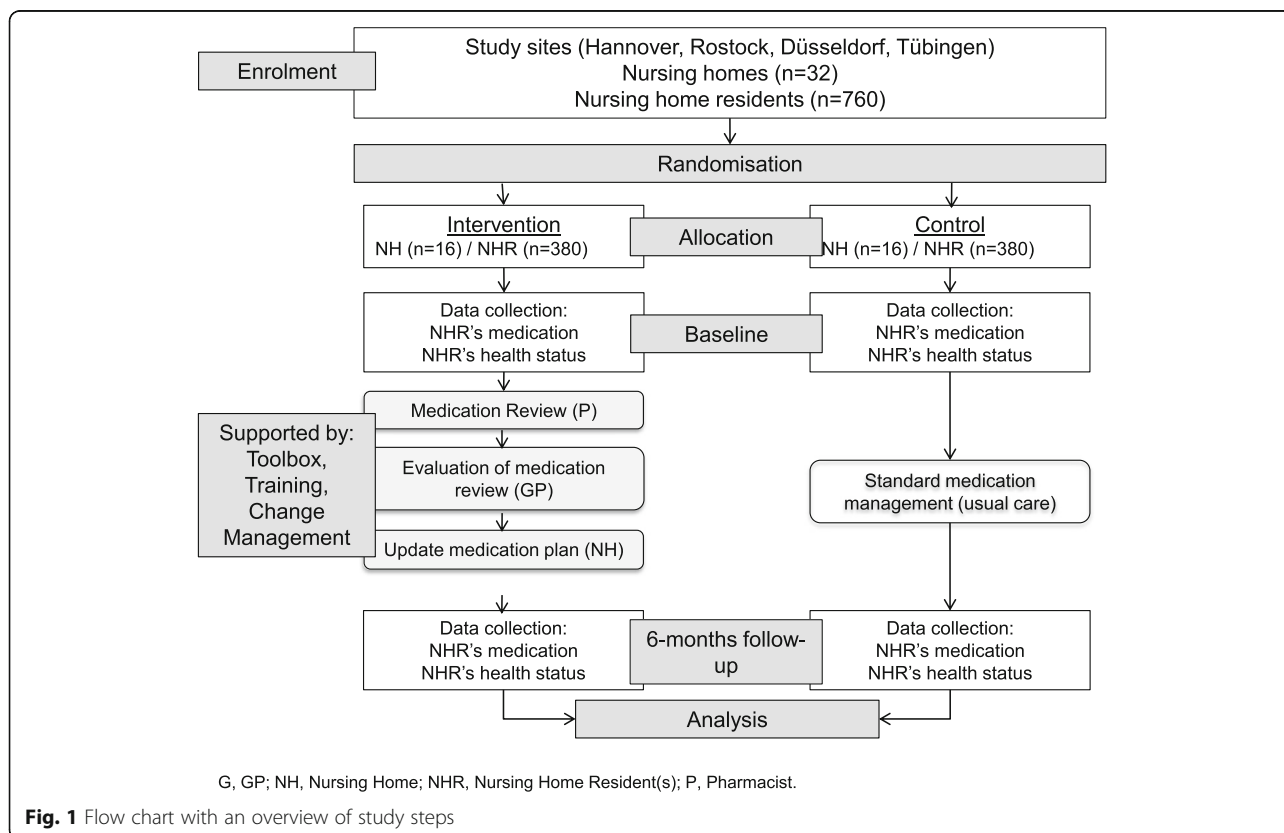 Study sites (Hannover, Rostock, Düsseldorf, Tübingen)
Nursing homes (n=32)
Nursing home residents (n=760)
Enrolment
Randomisation
Intervention
NH (n=16) / NHR (n=380)
Allocation
Control
NH (n=16) / NHR (n=380)
Data collection:
NHR's medication
NHR's health status
Baseline
Data collection:
NHR's medication
NHR's health status
Supported by:
Toolbox,
Training,
Change
Management
Medication Review (P)
Evaluation of medication
review (GP)
Update medication plan (NH)
Standard medication
management (usual care)
Data collection:
NHR's medication
NHR's health status
6-months follow-
up
Data collection:
NHR's medication
NHR's health status
Analysis
G, GP; NH, Nursing Home; NHR, Nursing Home Resident(s); P, Pharmacist.
Fig. 1 Flow chart with an overview of study steps